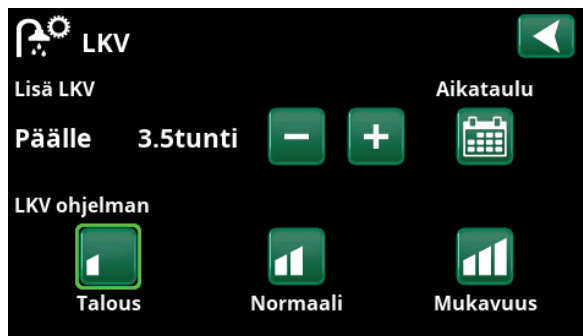 LKV
Lisä LKV Aikataulu
Päälle 3.5tunti
LKV ohjelman
Talous Normaali Mukavuus